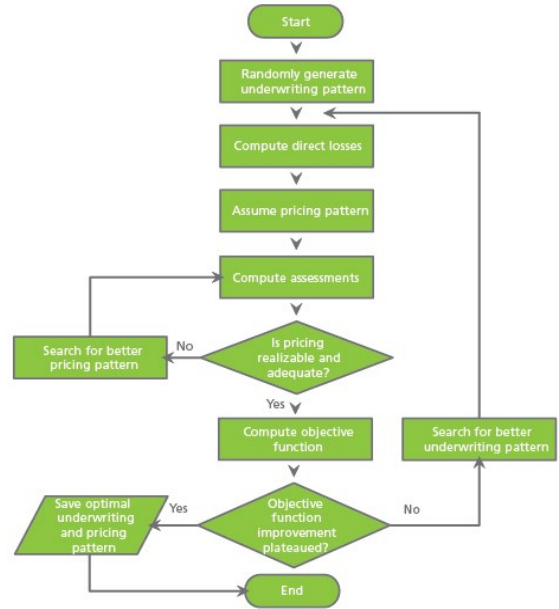 Start
Randomly generate
underwriting pattern
Compute direct losses
Assume pricing pattern
Compute assessments
Is pricing
realizable and
adequate?
No
Search for better
pricing pattern
Yes
Compute objective
function
Search for better
underwriting pattern
Objective
function
improvement
plateaued?
No
Yes
Save optimal
underwriting
and pricing
pattern
End